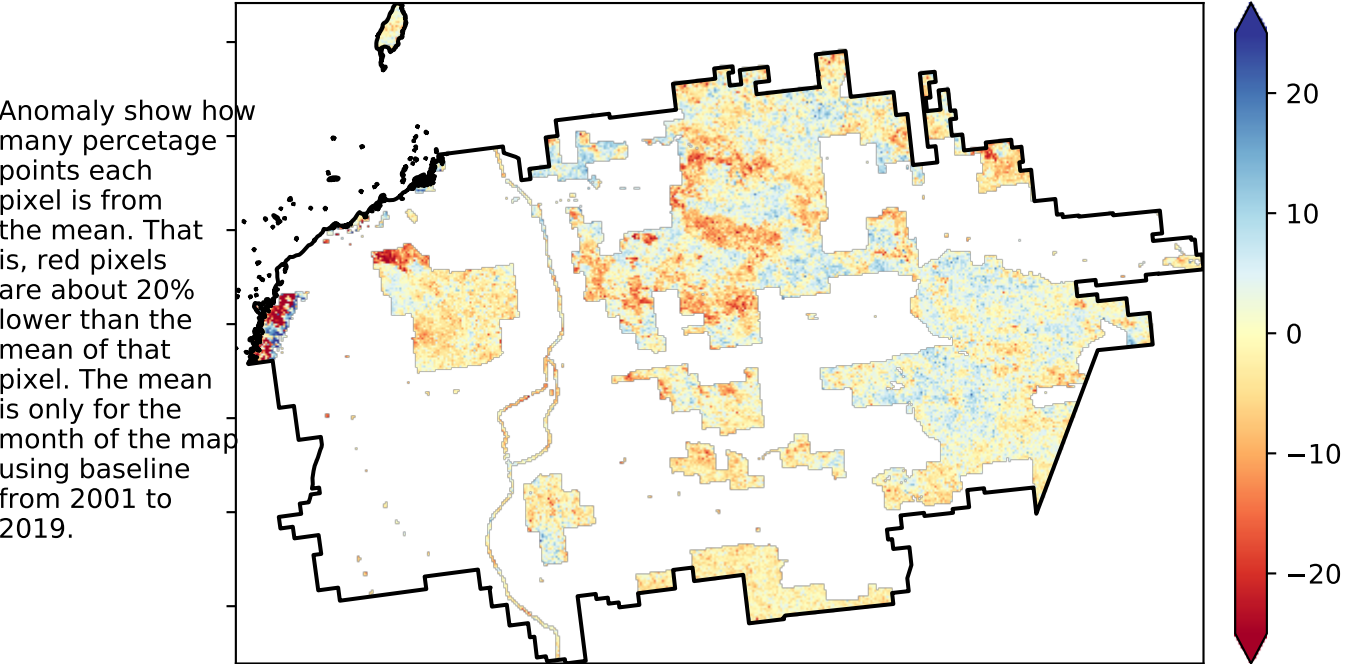 Anomaly show how
many percetage
points each
pixel is from
the mean. That
is, red pixels
are about 20%
lower than the
mean of that
pixel. The mean
is only for the
month of the map
using baseline
from 2001 to
2019.
20
10
0
−10
−20